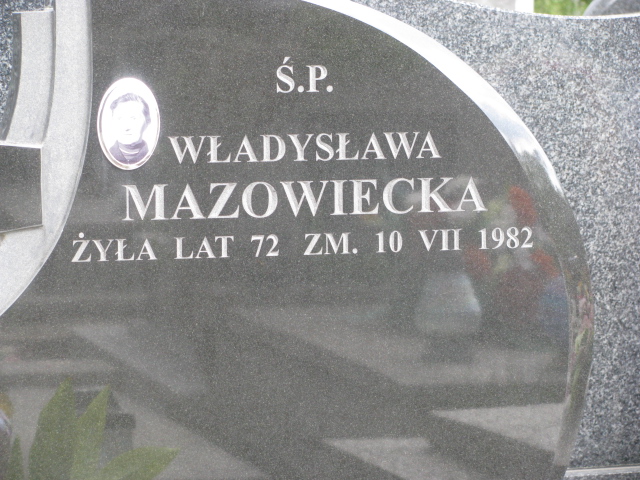 Ś.P.
WŁADYSŁAWA
MAZOWIECKA
ŻYŁA LAT 72 ZM. 10 VII 1982